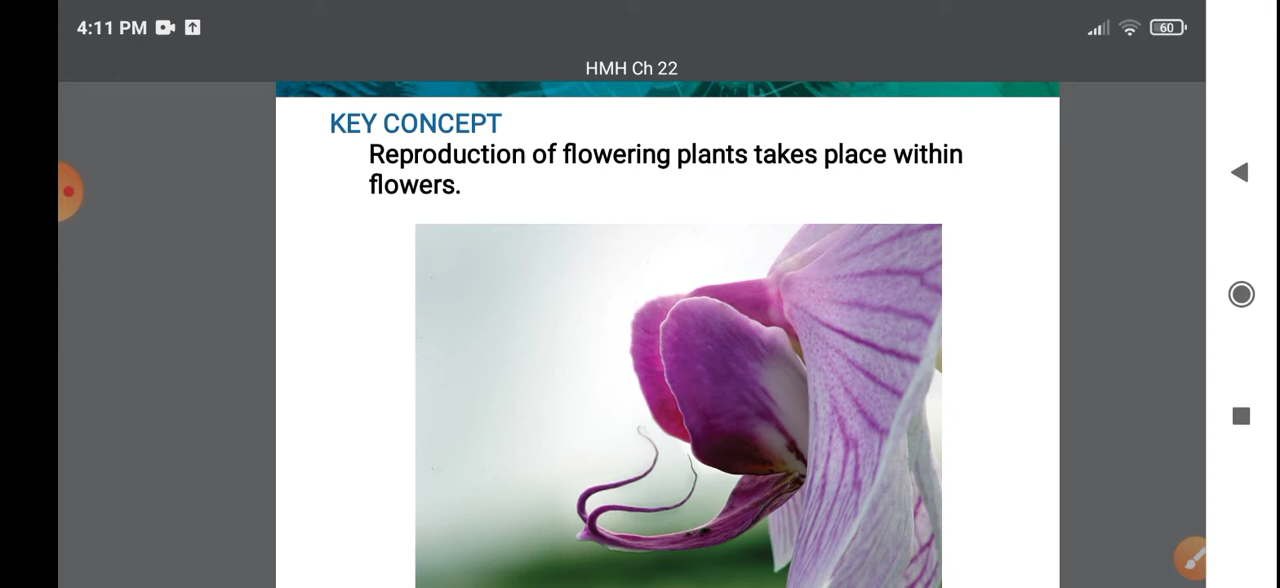 4:11 PM
60
HMH Ch 22
KEY CONCEPT
Reproduction of flowering plants takes place within
flowers.